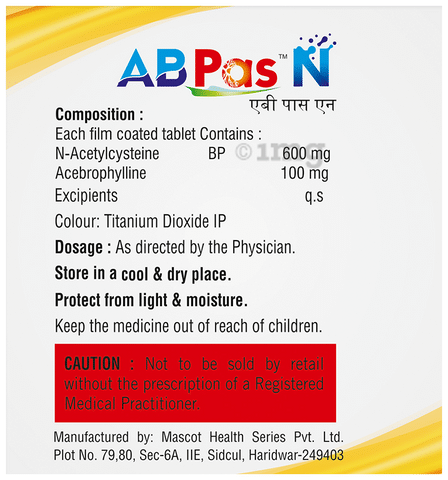 ABPas™ N
एबी पास एन
Composition :
Each film coated tablet Contains :
N-Acetylcysteine BP 600 mg
Acebrophylline 100 mg
Excipients q.s
Colour: Titanium Dioxide IP
Dosage : As directed by the Physician.
Store in a cool & dry place.
Protect from light & moisture.
Keep the medicine out of reach of children.
CAUTION : Not to be sold by retail
without the prescription of a Registered
Medical Practitioner.
Manufactured by: Mascot Health Series Pvt. Ltd.
Plot No. 79,80, Sec-6A, IIE, Sidcul, Haridwar-249403
©1mg